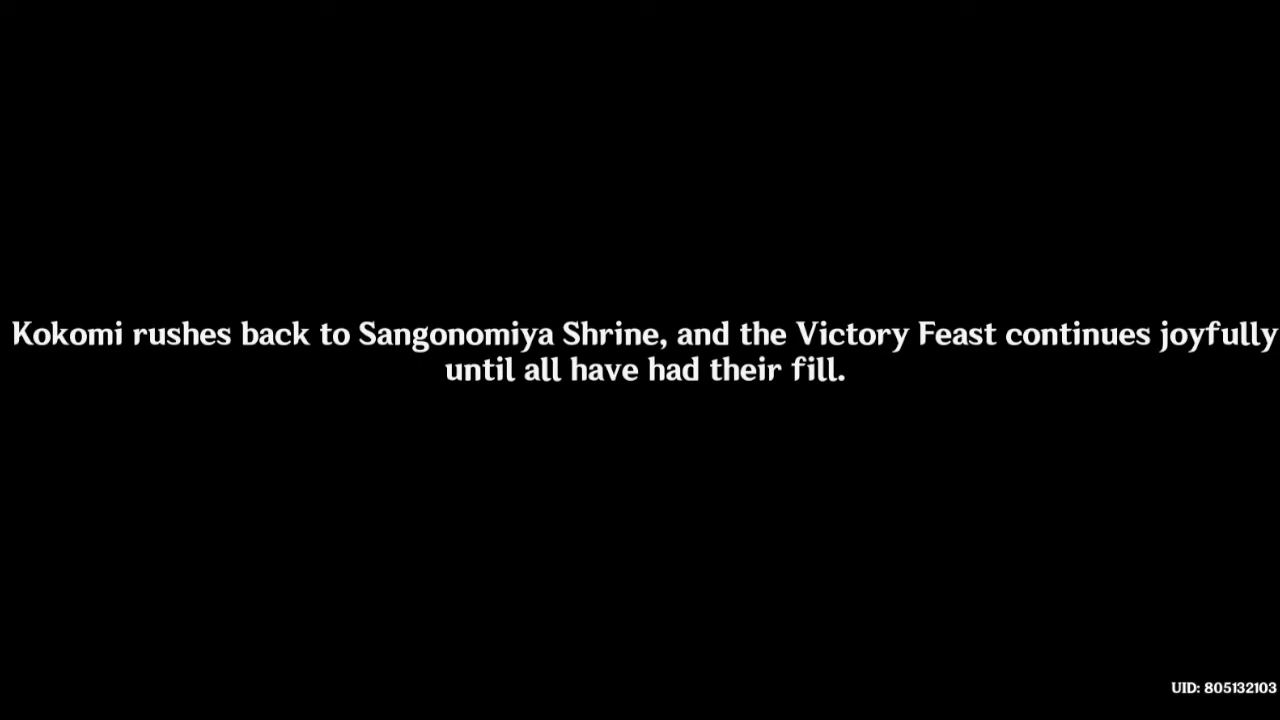 Kokomi rushes back to Sangonomiya Shrine, and the Victory Feast continues joyfully
until all have had their fill.
UID: 805132103